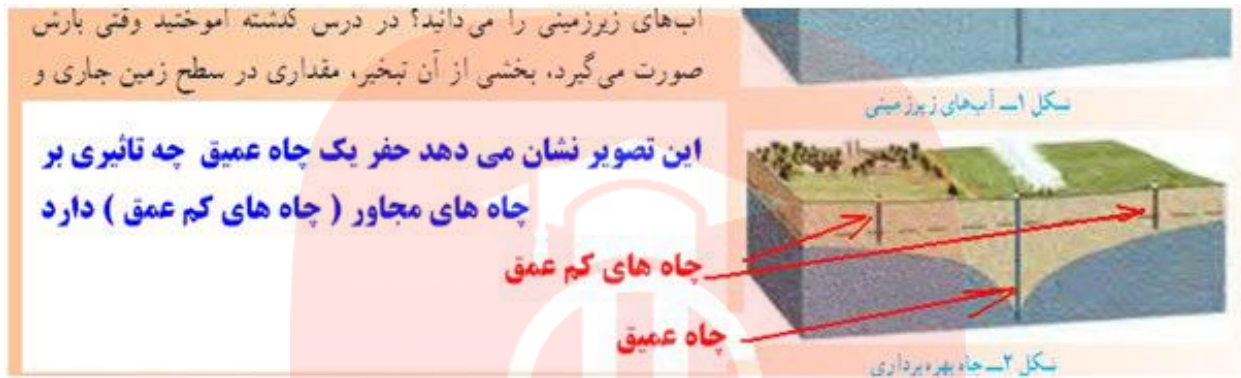 آب‌های زیرزمینی را می‌دانید؟ در درس گذشته آموختید وقتی بارش
صورت می‌گیرد، بخشی از آن تبخیر، مقداری در سطح زمین جاری و
شکل ۱ــ آب‌های زیرزمینی
این تصویر نشان می دهد حفر یک چاه عمیق چه تاثیری بر
چاه های مجاور ( چاه های کم عمق ) دارد
چاه های کم عمق
چاه عمیق
شکل ۲ــ چاه بهره‌برداری